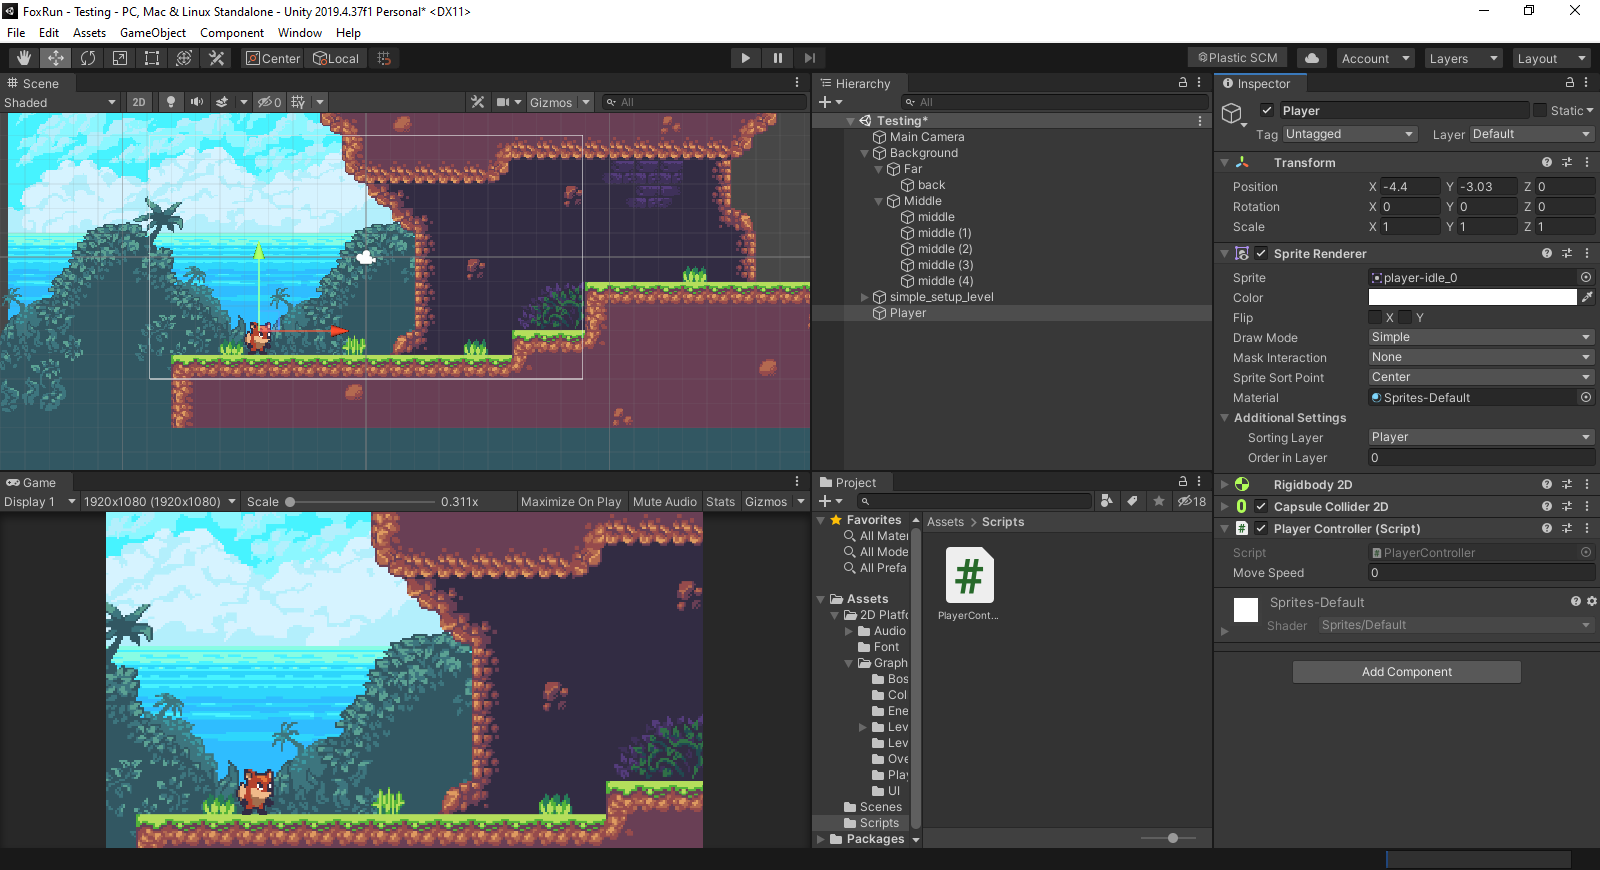 FoxRun - Testing - PC, Mac & Linux Standalone - Unity 2019.4.37f1 Personal* <DX11>
File Edit Assets GameObject Component Window Help
Center Local Plastic SCM Account Layers Layout
Scene
Shaded 2D 0 Gizmos All
Hierarchy
All
Testing*
Main Camera
Background
Far
back
Middle
middle
middle (1)
middle (2)
middle (3)
middle (4)
simple_setup_level
Player
Inspector
Player Static
Tag Untagged Layer Default
Transform
Position X -4.4 Y -3.03 Z 0
Rotation X 0 Y 0 Z 0
Scale X 1 Y 1 Z 1
Sprite Renderer
Sprite player-idle_0
Color
Flip X Y
Draw Mode Simple
Mask Interaction None
Sprite Sort Point Center
Material Sprites-Default
Additional Settings
Sorting Layer Player
Order in Layer 0
Rigidbody 2D
Capsule Collider 2D
Player Controller (Script)
Script PlayerController
Move Speed 0
Sprites-Default
Shader Sprites/Default
Add Component
Game
Display 1 1920x1080 (1920x1080) Scale 0.311x Maximize On Play Mute Audio Stats Gizmos
Project
18
Favorites
All Mater
All Mode
All Prefa
Assets
2D Platfo
Audio
Font
Graph
Bos
Col
Ene
Lev
Lev
Ove
Play
UI
Scenes
Scripts
Packages
Assets > Scripts
PlayerCont...